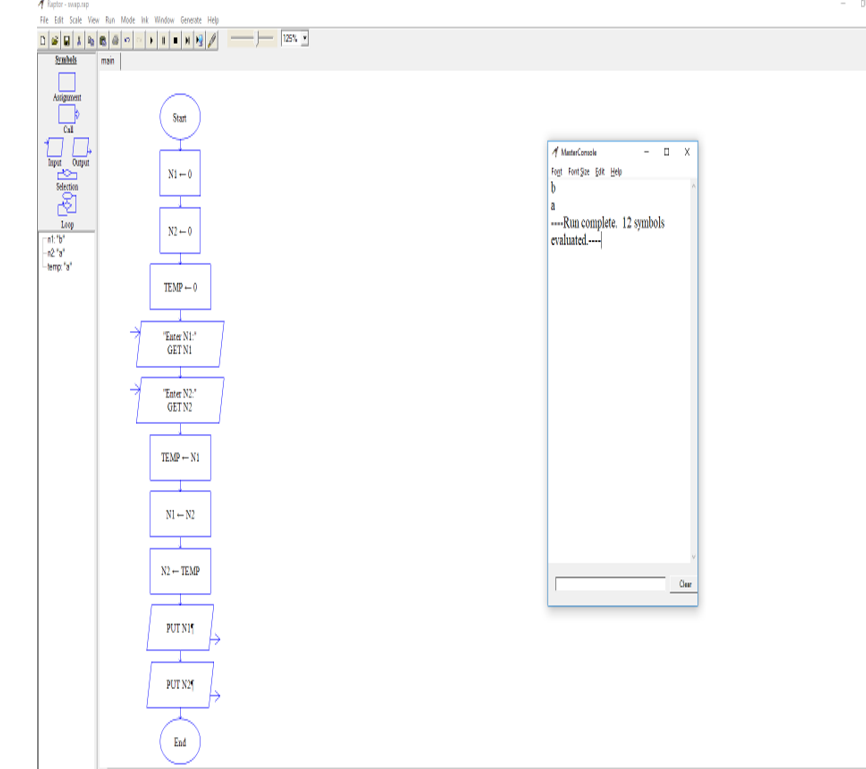 Raptor - swap.rap
File Edit Scale View Run Mode Ink Window Generate Help
125%
Symbols
main
Assignment
Call
Input Output
Selection
Loop
n1: "b"
n2: "a"
temp: "a"
Start
N1 ← 0
N2 ← 0
TEMP ← 0
"Enter N1:"
GET N1
"Enter N2:"
GET N2
TEMP ← N1
N1 ← N2
N2 ← TEMP
PUT N1¶
PUT N2¶
End
MasterConsole
Font Font Size Edit Help
b
a
----Run complete. 12 symbols
evaluated.----
Clear